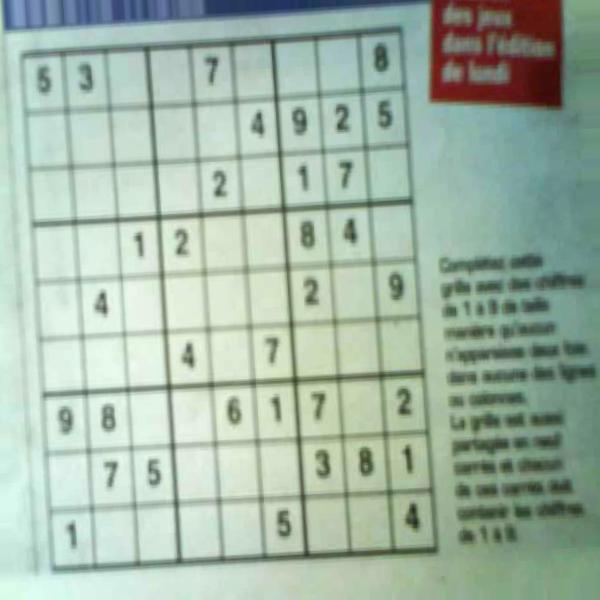 des jeux
dans l'édition
de lundi
5 3 7 8
4 9 2 5
2 1 7
1 2 8 4
4 2 9
4 7
9 8 6 1 7 2
7 5 3 8 1
1 5 4
Complétez cette
grille avec des chiffres
de 1 à 9 de telle
manière qu'aucun
n'apparaisse deux fois
dans aucune des lignes
ou colonnes.
La grille est aussi
partagée en neuf
carrés et chacun
de ces carrés doit
contenir les chiffres
de 1 à 9.